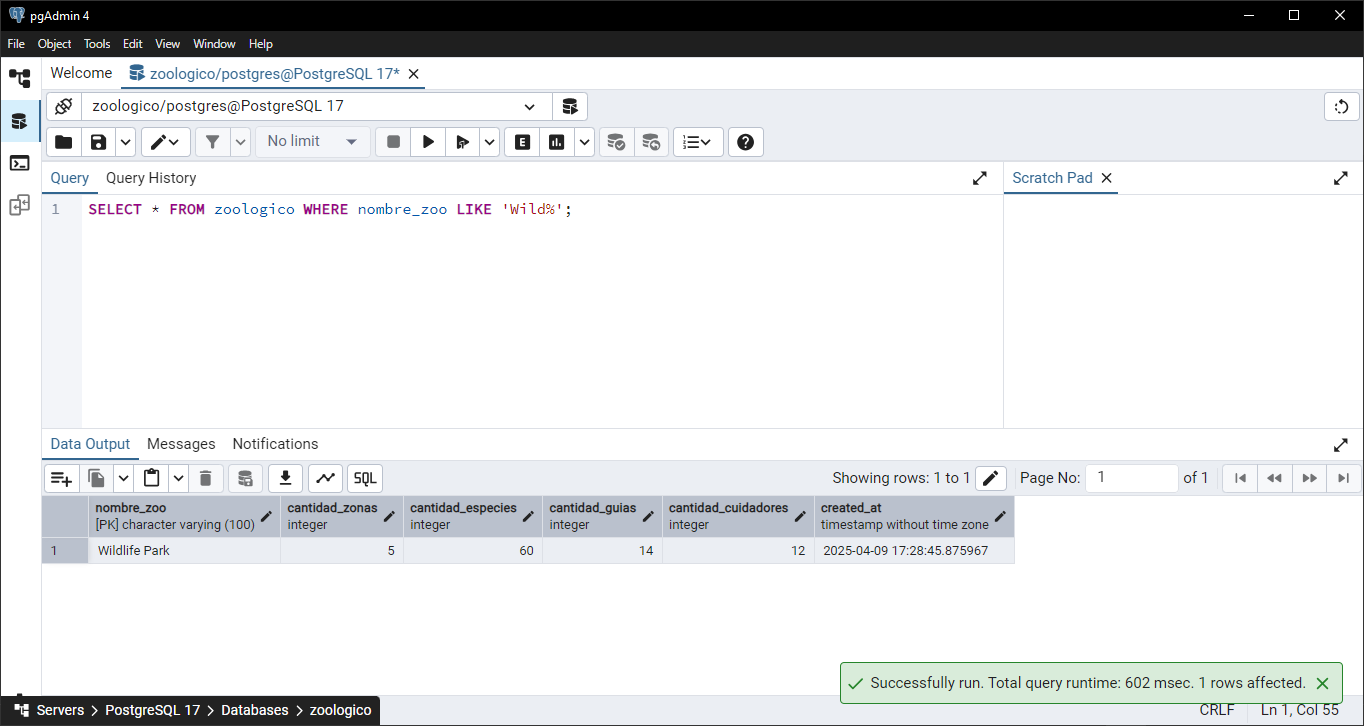 pgAdmin 4
File Object Tools Edit View Window Help
Welcome zoologico/postgres@PostgreSQL 17*
zoologico/postgres@PostgreSQL 17
No limit E
Query Query History Scratch Pad
1 SELECT * FROM zoologico WHERE nombre_zoo LIKE 'Wild%';
Data Output Messages Notifications
SQL Showing rows: 1 to 1 Page No: 1 of 1
nombre_zoo cantidad_zonas cantidad_especies cantidad_guias cantidad_cuidadores created_at
[PK] character varying (100) integer integer integer integer timestamp without time zone
1 Wildlife Park 5 60 14 12 2025-04-09 17:28:45.875967
Successfully run. Total query runtime: 602 msec. 1 rows affected.
Servers > PostgreSQL 17 > Databases > zoologico CRLF Ln 1, Col 55